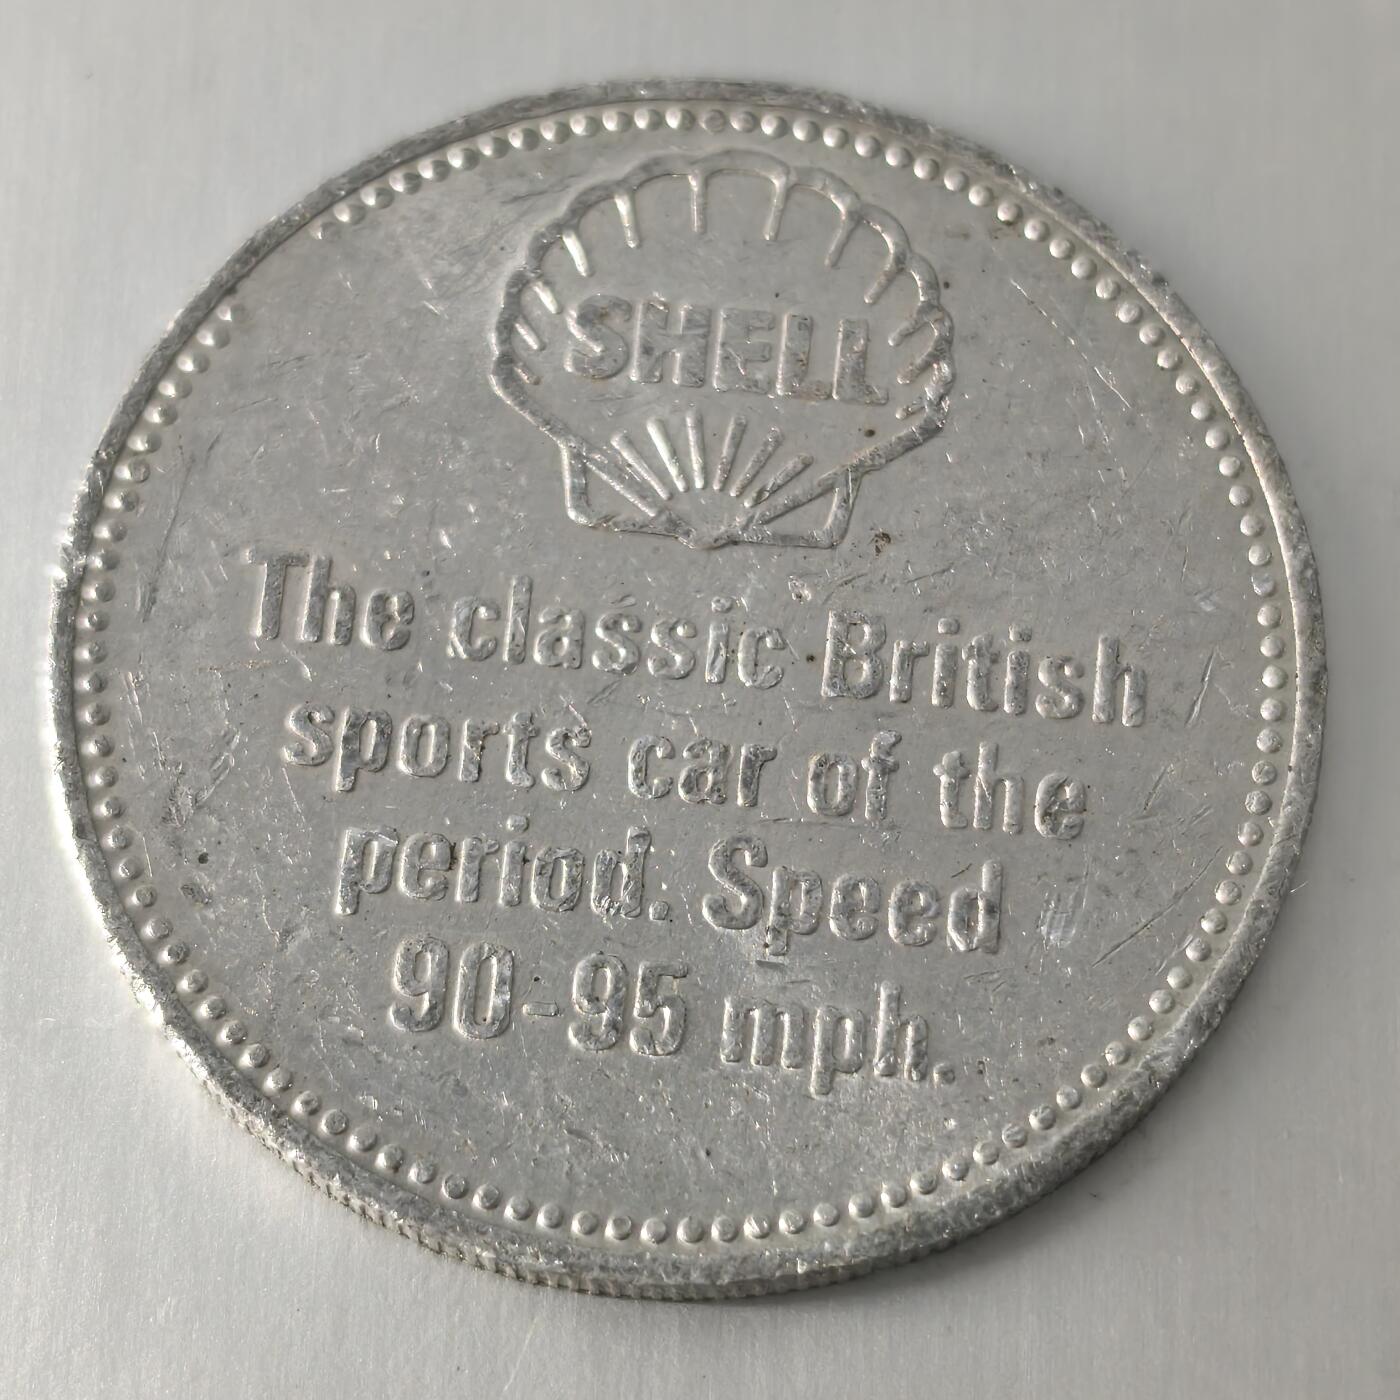 SHELL
The classic British
sports car of the
period. Speed
90-95 mph.